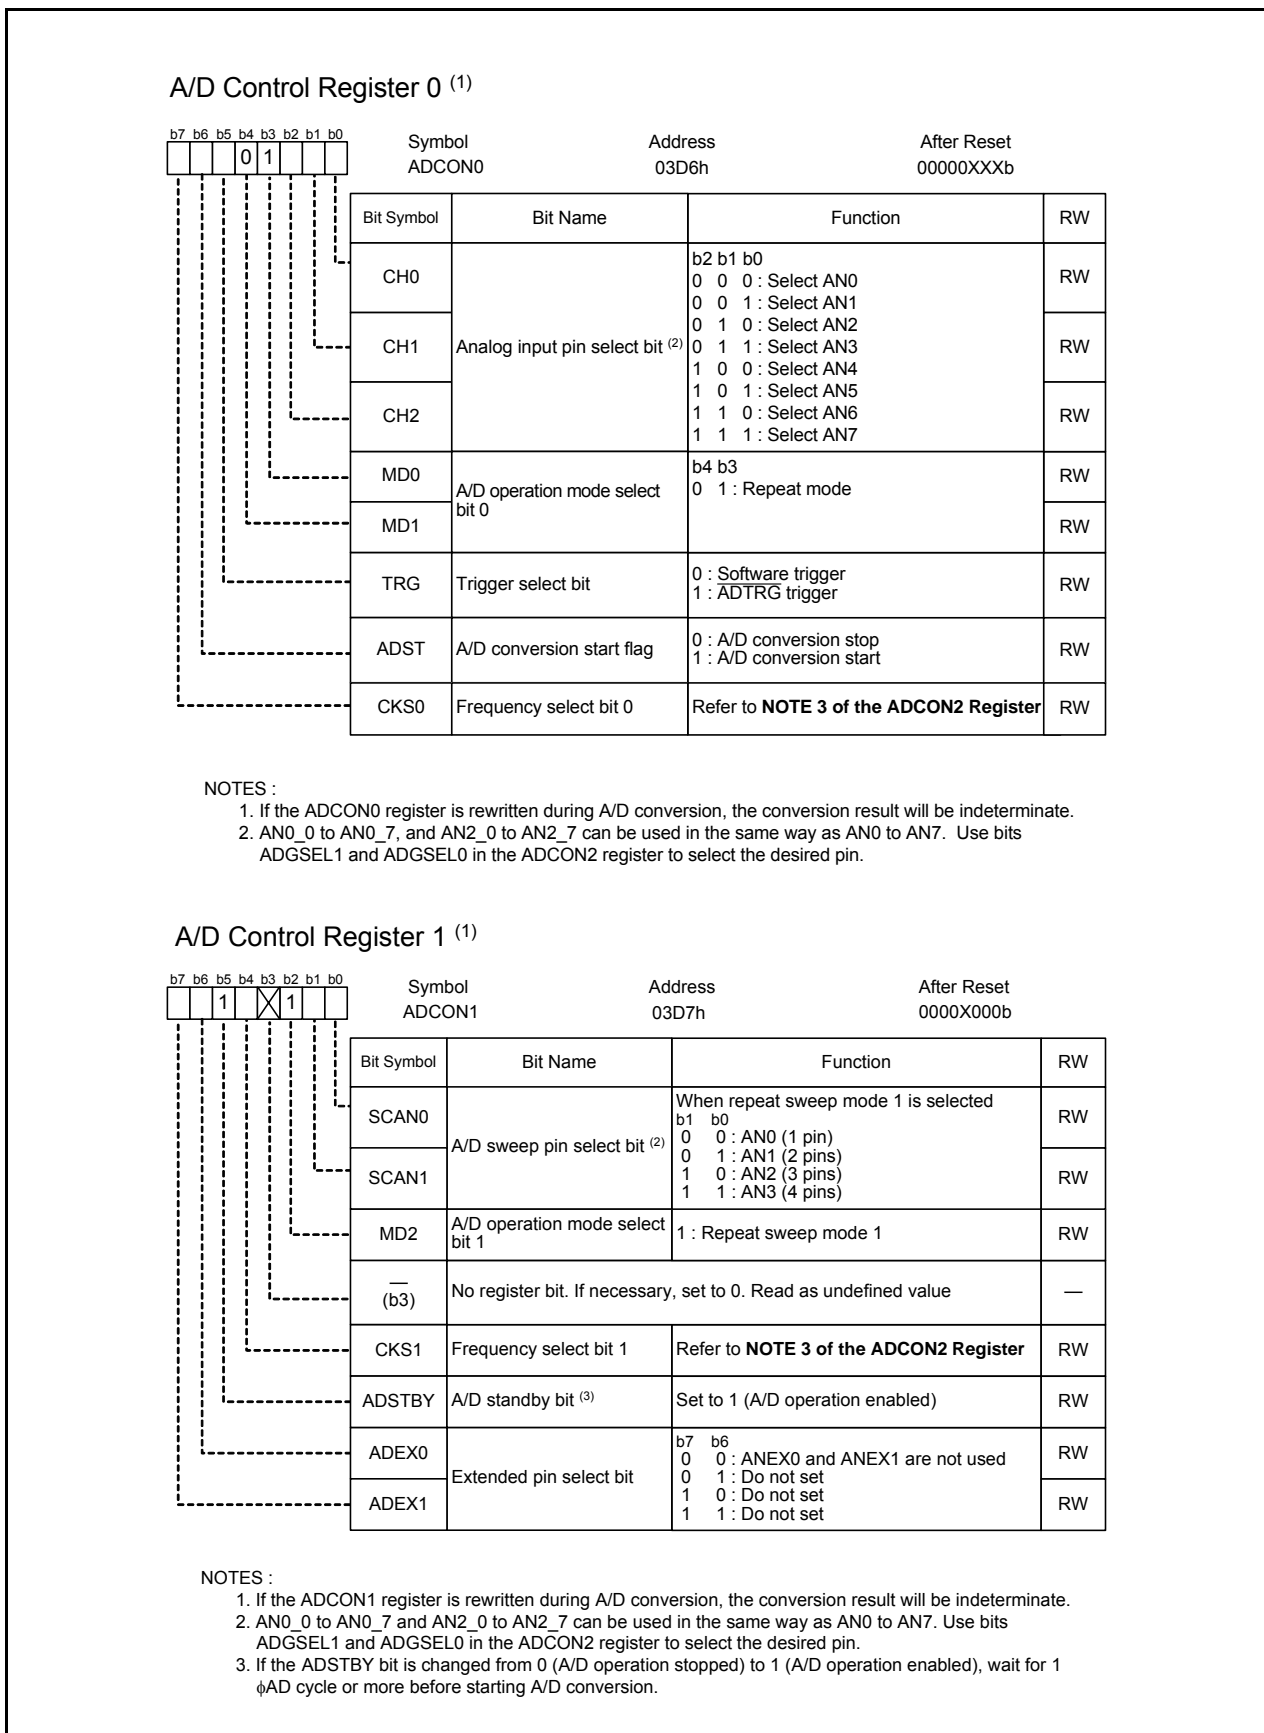 A/D Control Register 0 (1)
b7 b6 b5 b4 b3 b2 b1 b0
0 1
Symbol Address After Reset
ADCON0 03D6h 00000XXXb
Bit Symbol Bit Name Function RW
CH0 RW
CH1 Analog input pin select bit (2) RW
CH2 RW
b2 b1 b0
0 0 0 : Select AN0
0 0 1 : Select AN1
0 1 0 : Select AN2
0 1 1 : Select AN3
1 0 0 : Select AN4
1 0 1 : Select AN5
1 1 0 : Select AN6
1 1 1 : Select AN7
MD0 RW
A/D operation mode select
bit 0
b4 b3
0 1 : Repeat mode
MD1 RW
TRG Trigger select bit RW
0 : Software trigger
1 : ADTRG trigger
ADST A/D conversion start flag RW
0 : A/D conversion stop
1 : A/D conversion start
CKS0 Frequency select bit 0 Refer to NOTE 3 of the ADCON2 Register RW
NOTES :
1. If the ADCON0 register is rewritten during A/D conversion, the conversion result will be indeterminate.
2. AN0_0 to AN0_7, and AN2_0 to AN2_7 can be used in the same way as AN0 to AN7. Use bits
ADGSEL1 and ADGSEL0 in the ADCON2 register to select the desired pin.
A/D Control Register 1 (1)
b7 b6 b5 b4 b3 b2 b1 b0
1 1
Symbol Address After Reset
ADCON1 03D7h 0000X000b
Bit Symbol Bit Name Function RW
SCAN0 RW
A/D sweep pin select bit (2)
SCAN1 RW
When repeat sweep mode 1 is selected
b1 b0
0 0 : AN0 (1 pin)
0 1 : AN1 (2 pins)
1 0 : AN2 (3 pins)
1 1 : AN3 (4 pins)
MD2 RW
A/D operation mode select
bit 1
1 : Repeat sweep mode 1
—
(b3)
No register bit. If necessary, set to 0. Read as undefined value —
CKS1 Frequency select bit 1 Refer to NOTE 3 of the ADCON2 Register RW
ADSTBY A/D standby bit (3) Set to 1 (A/D operation enabled) RW
ADEX0 RW
Extended pin select bit
ADEX1 RW
b7 b6
0 0 : ANEX0 and ANEX1 are not used
0 1 : Do not set
1 0 : Do not set
1 1 : Do not set
NOTES :
1. If the ADCON1 register is rewritten during A/D conversion, the conversion result will be indeterminate.
2. AN0_0 to AN0_7 and AN2_0 to AN2_7 can be used in the same way as AN0 to AN7. Use bits
ADGSEL1 and ADGSEL0 in the ADCON2 register to select the desired pin.
3. If the ADSTBY bit is changed from 0 (A/D operation stopped) to 1 (A/D operation enabled), wait for 1
ϕAD cycle or more before starting A/D conversion.